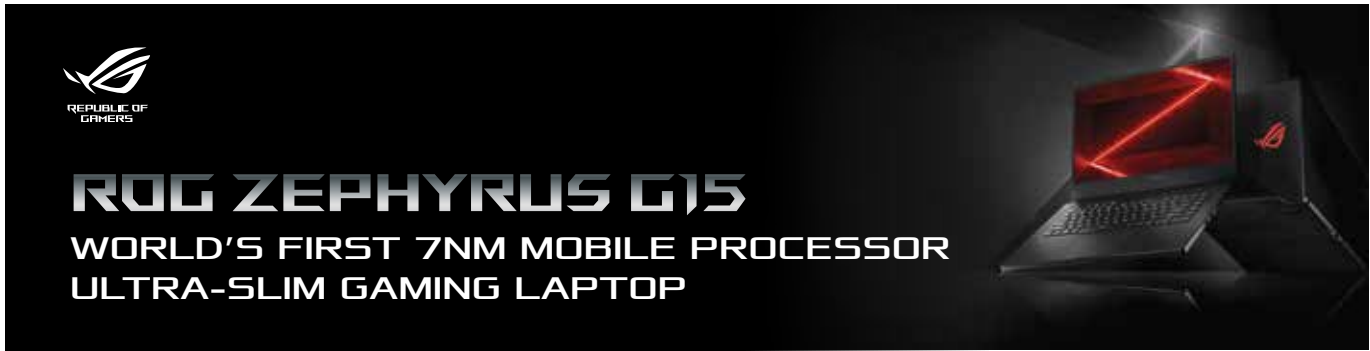 REPUBLIC OF
GAMERS
ROG ZEPHYRUS G15
WORLD'S FIRST 7NM MOBILE PROCESSOR
ULTRA-SLIM GAMING LAPTOP